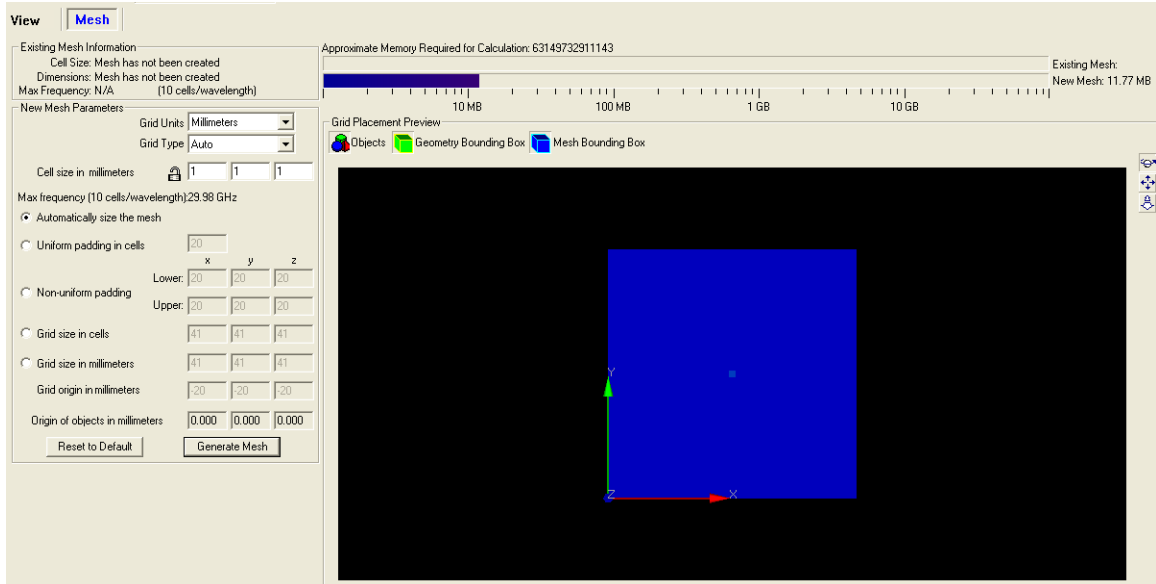 View Mesh
Existing Mesh Information
Cell Size: Mesh has not been created
Dimensions: Mesh has not been created
Max Frequency: N/A (10 cells/wavelength)
New Mesh Parameters
Grid Units Millimeters
Grid Type Auto
Cell size in millimeters 1 1 1
Max frequency (10 cells/wavelength):29.98 GHz
Automatically size the mesh
Uniform padding in cells 20
x y z
Lower: 20 20 20
Non-uniform padding
Upper: 20 20 20
Grid size in cells 41 41 41
Grid size in millimeters 41 41 41
Grid origin in millimeters -20 -20 -20
Origin of objects in millimeters 0.000 0.000 0.000
Reset to Default Generate Mesh
Approximate Memory Required for Calculation: 63149732911143
Existing Mesh:
New Mesh: 11.77 MB
10 MB 100 MB 1 GB 10 GB
Grid Placement Preview
Objects Geometry Bounding Box Mesh Bounding Box
Y
Z X